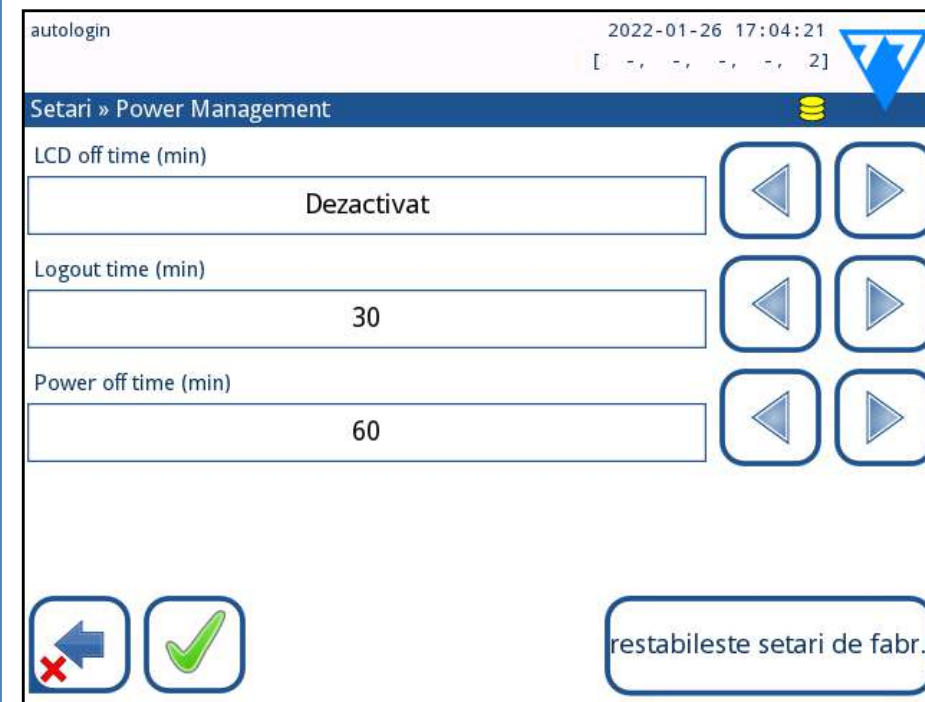 autologin
2022-01-26 17:04:21
[ -, -, -, -, 2]
Setari » Power Management
LCD off time (min)
Dezactivat
Logout time (min)
30
Power off time (min)
60
restabileste setari de fabr.